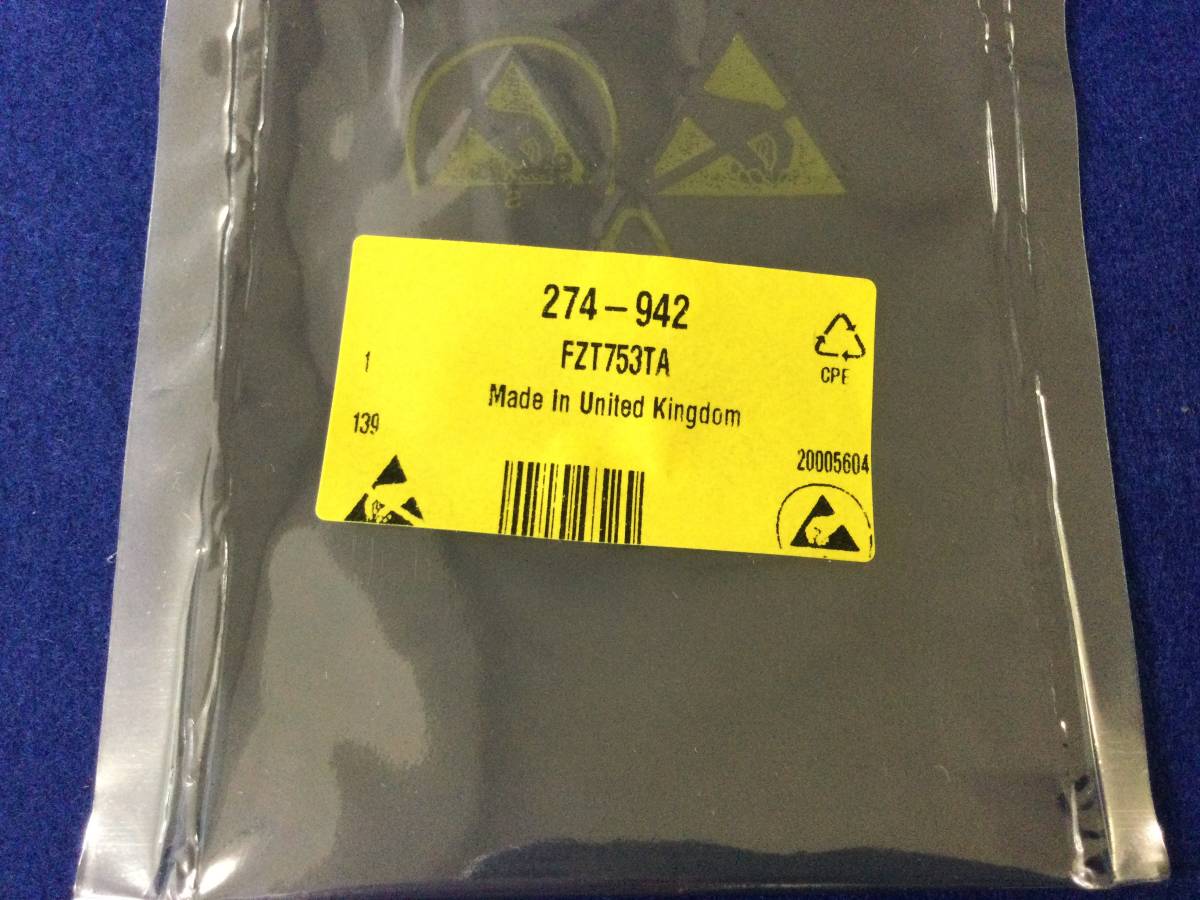 274-942
FZT753TA
1
CPE
Made in United Kingdom
139
20005604